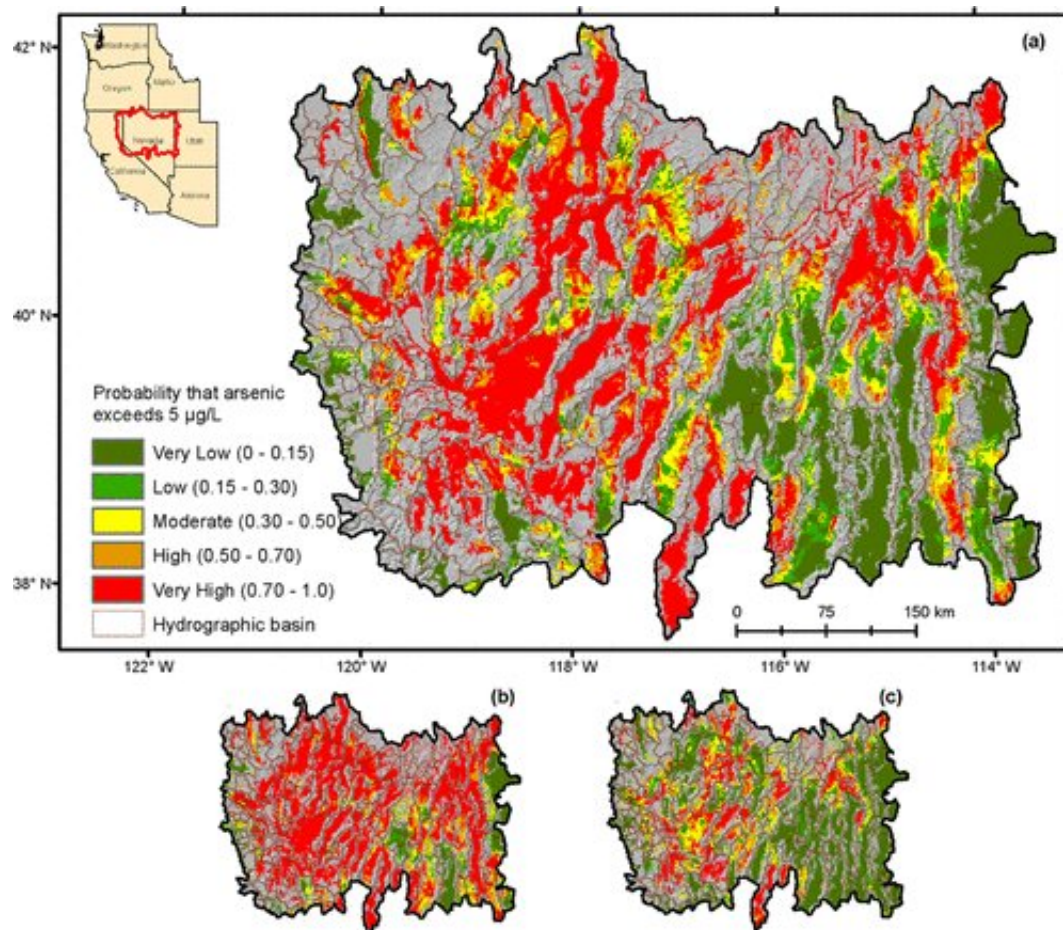 42° N
(a)
Washington
Oregon
Idaho
Nevada
Utah
California
Arizona
40° N
Probability that arsenic
exceeds 5 µg/L
Very Low (0 - 0.15)
Low (0.15 - 0.30)
Moderate (0.30 - 0.50)
High (0.50 - 0.70)
Very High (0.70 - 1.0)
Hydrographic basin
38° N
0 75 150 km
122° W 120° W 118° W 116° W 114° W
(b) (c)